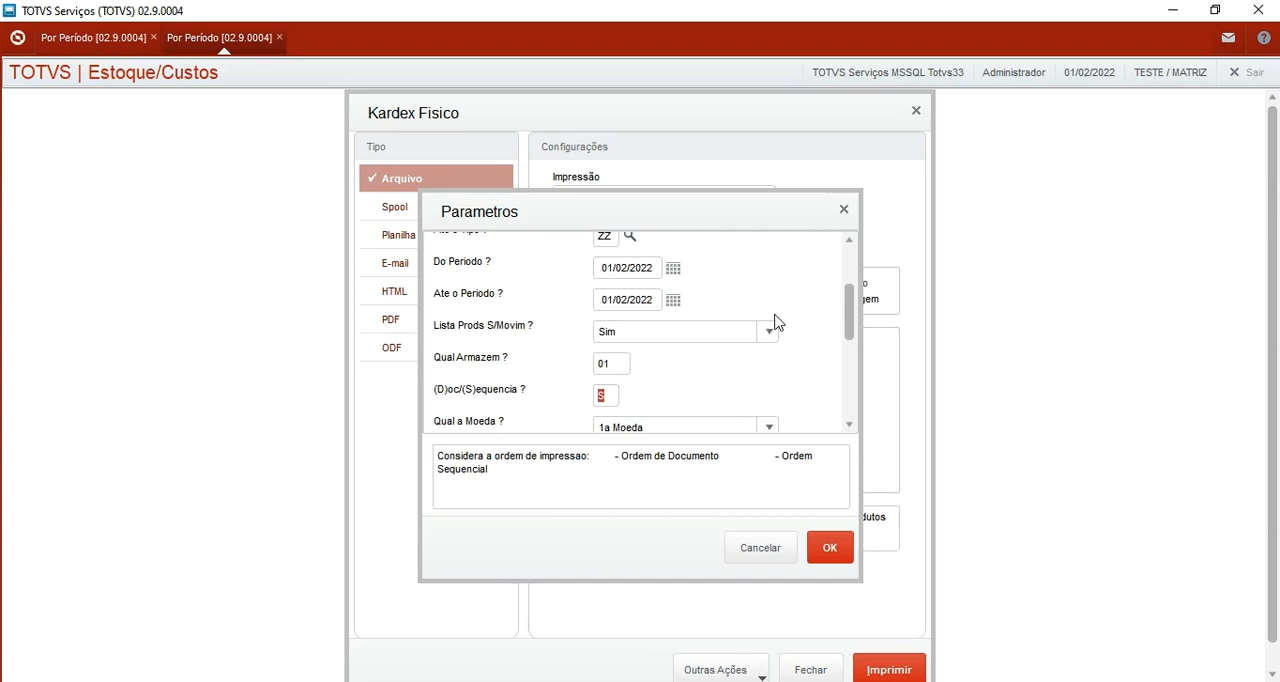 TOTVS Serviços (TOTVS) 02.9.0004
Por Período [02.9.0004] × Por Período [02.9.0004] ×
TOTVS | Estoque/Custos
TOTVS Serviços MSSQL Totvs33 Administrador 01/02/2022 TESTE / MATRIZ × Sair
Kardex Fisico
Tipo
Configurações
✓ Arquivo
Impressão
Spool
Planilha
E-mail
HTML
PDF
ODF
Parametros
ZZ
Do Periodo ? 01/02/2022
Ate o Periodo ? 01/02/2022
Lista Prods S/Movim ? Sim
Qual Armazem ? 01
(D)oc/(S)equencia ? S
Qual a Moeda ? 1a Moeda
Considera a ordem de impressao: - Ordem de Documento - Ordem
Sequencial
Cancelar OK
o
em
dutos
Outras Ações Fechar Imprimir